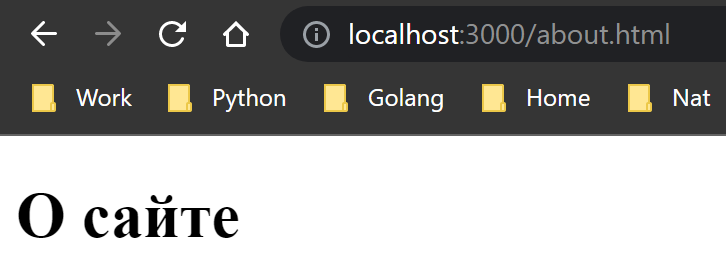 localhost:3000/about.html
Work Python Golang Home Nat
О сайте